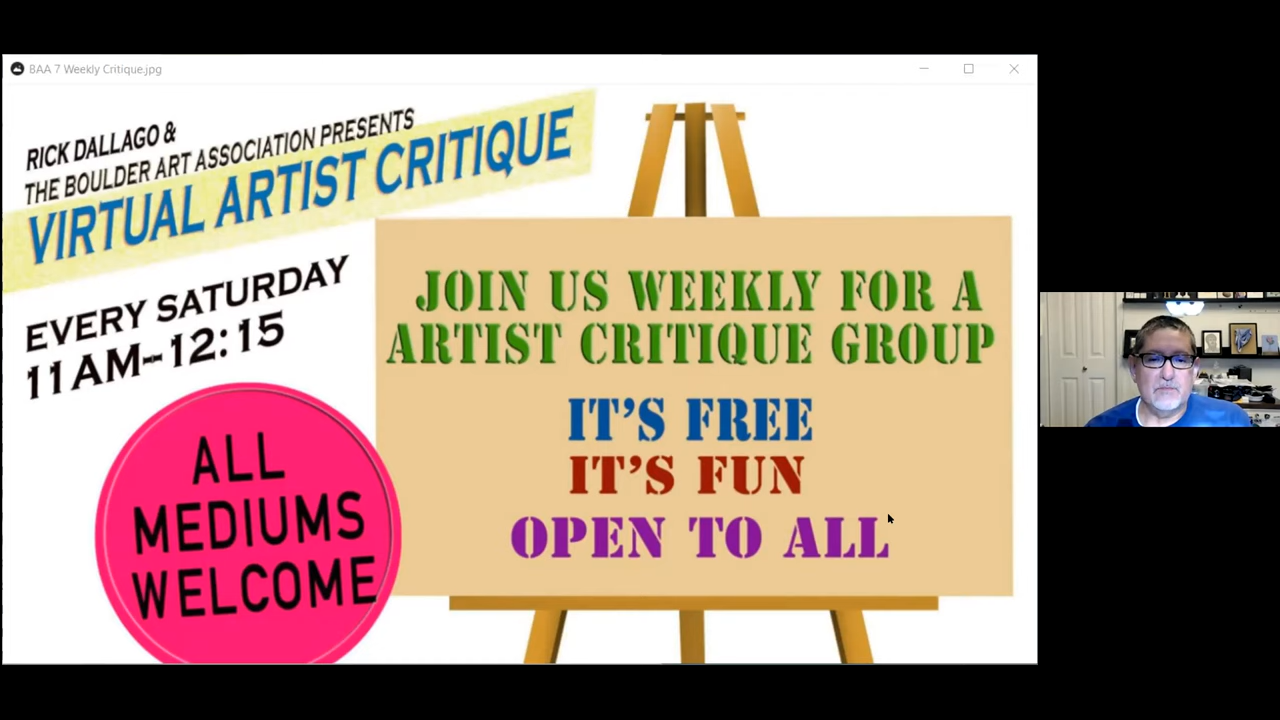 BAA 7 Weekly Critique.jpg
RICK DALLAGO &
THE BOULDER ART ASSOCIATION PRESENTS
VIRTUAL ARTIST CRITIQUE
EVERY SATURDAY
11AM-12:15
ALL
MEDIUMS
WELCOME
JOIN US WEEKLY FOR A
ARTIST CRITIQUE GROUP
IT'S FREE
IT'S FUN
OPEN TO ALL